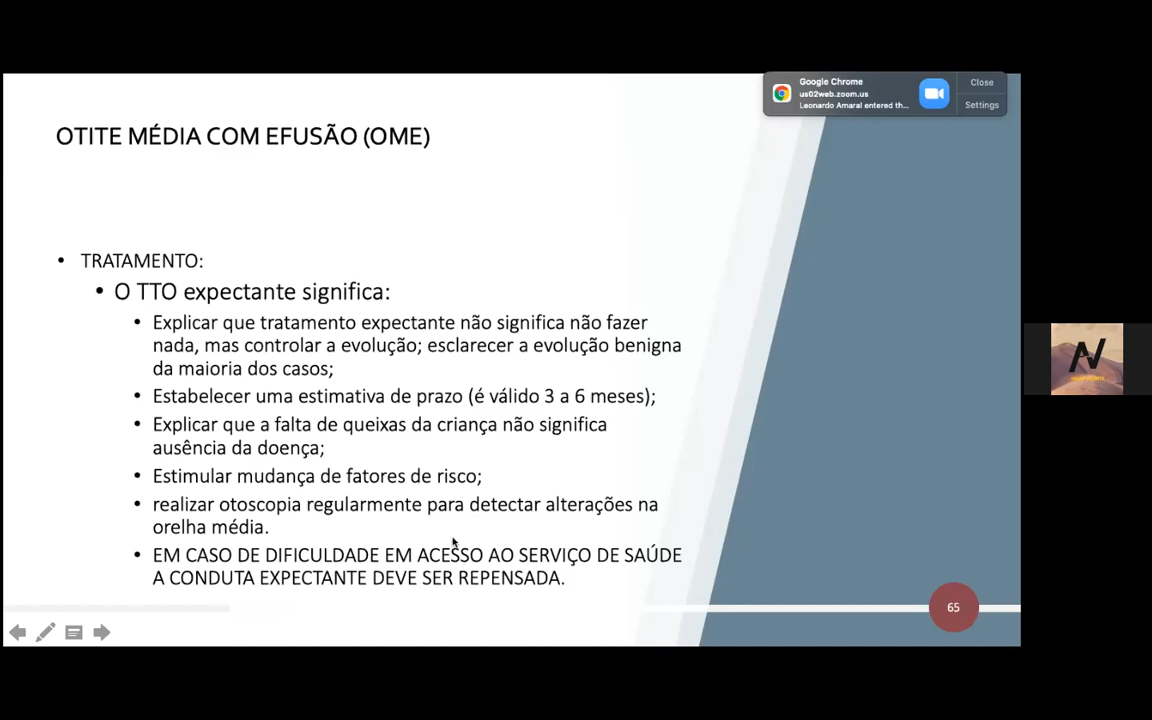 Google Chrome
us02web.zoom.us
Leonardo Amaral entered th...
Close
Settings
OTITE MÉDIA COM EFUSÃO (OME)
• TRATAMENTO:
• O TTO expectante significa:
• Explicar que tratamento expectante não significa não fazer
nada, mas controlar a evolução; esclarecer a evolução benigna
da maioria dos casos;
• Estabelecer uma estimativa de prazo (é válido 3 a 6 meses);
• Explicar que a falta de queixas da criança não significa
ausência da doença;
• Estimular mudança de fatores de risco;
• realizar otoscopia regularmente para detectar alterações na
orelha média.
• EM CASO DE DIFICULDADE EM ACESSO AO SERVIÇO DE SAÚDE
A CONDUTA EXPECTANTE DEVE SER REPENSADA.
65